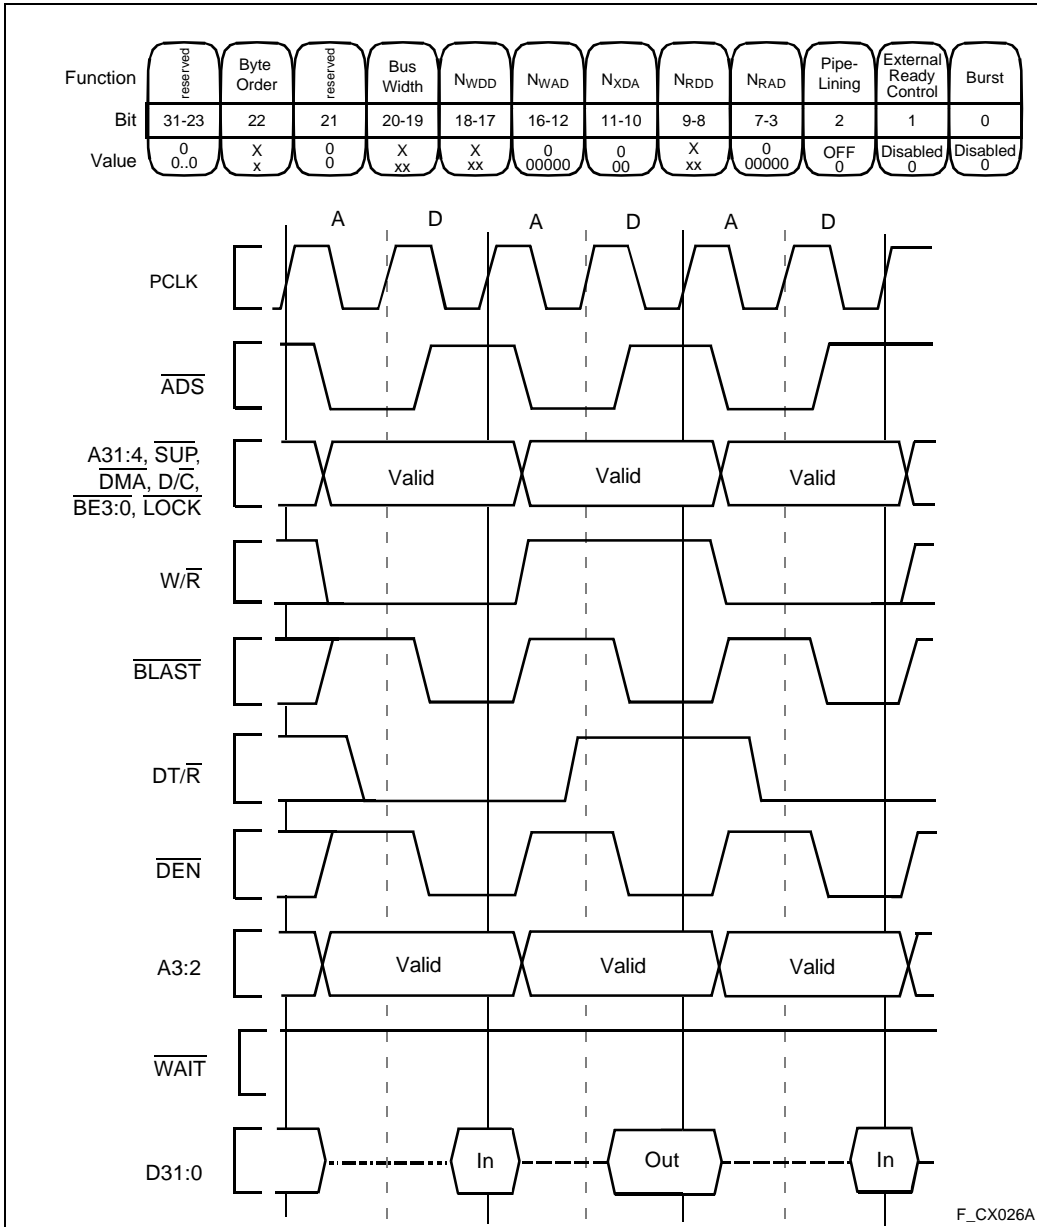 Function reserved Byte Order reserved Bus Width NWDD NWAD NXDA NRDD NRAD Pipe-Lining External Ready Control Burst
Bit 31-23 22 21 20-19 18-17 16-12 11-10 9-8 7-3 2 1 0
Value 0 0..0 X x 0 0 X xx X xx 0 00000 0 00 X xx 0 00000 OFF 0 Disabled 0 Disabled 0
A D A D A D
PCLK
ADS
A31:4, SUP,
DMA, D/C,
BE3:0, LOCK
Valid Valid Valid
W/R
BLAST
DT/R
DEN
A3:2 Valid Valid Valid
WAIT
D31:0 In Out In
F_CX026A